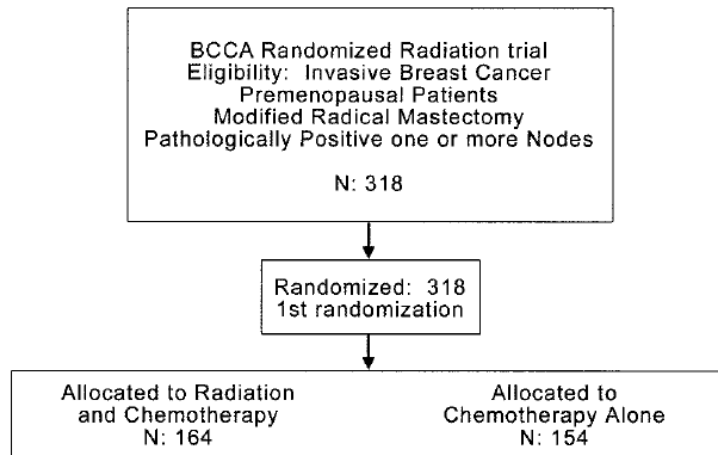 BCCA Randomized Radiation trial
Eligibility: Invasive Breast Cancer
Premenopausal Patients
Modified Radical Mastectomy
Pathologically Positive one or more Nodes
N: 318
Randomized: 318
1st randomization
Allocated to Radiation
and Chemotherapy
N: 164
Allocated to
Chemotherapy Alone
N: 154